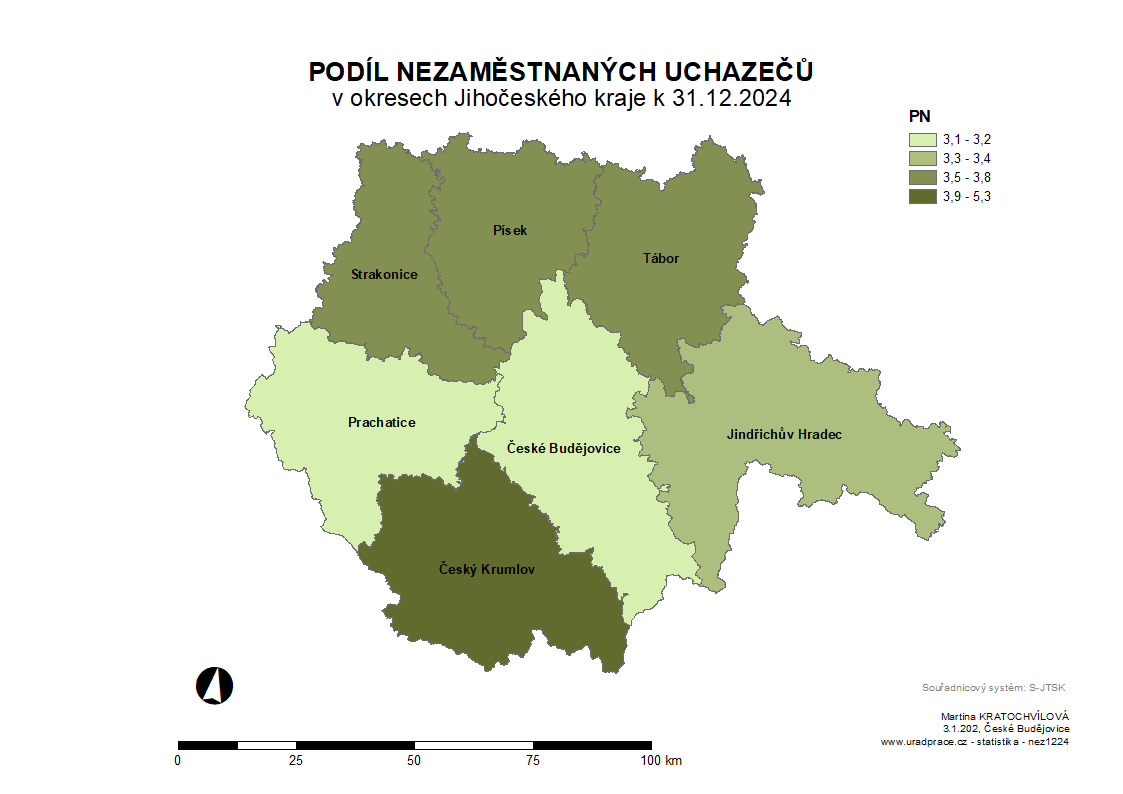 PODÍL NEZAMĚSTNANÝCH UCHAZEČŮ
v okresech Jihočeského kraje k 31.12.2024
PN
3,1 - 3,2
3,3 - 3,4
3,5 - 3,8
3,9 - 5,3
Písek
Tábor
Strakonice
Prachatice
Jindřichův Hradec
České Budějovice
Český Krumlov
Souřadnicový systém: S-JTSK
Martina KRATOCHVÍLOVÁ
3.1.202, České Budějovice
www.uradprace.cz - statistika - nez1224
0 25 50 75 100 km